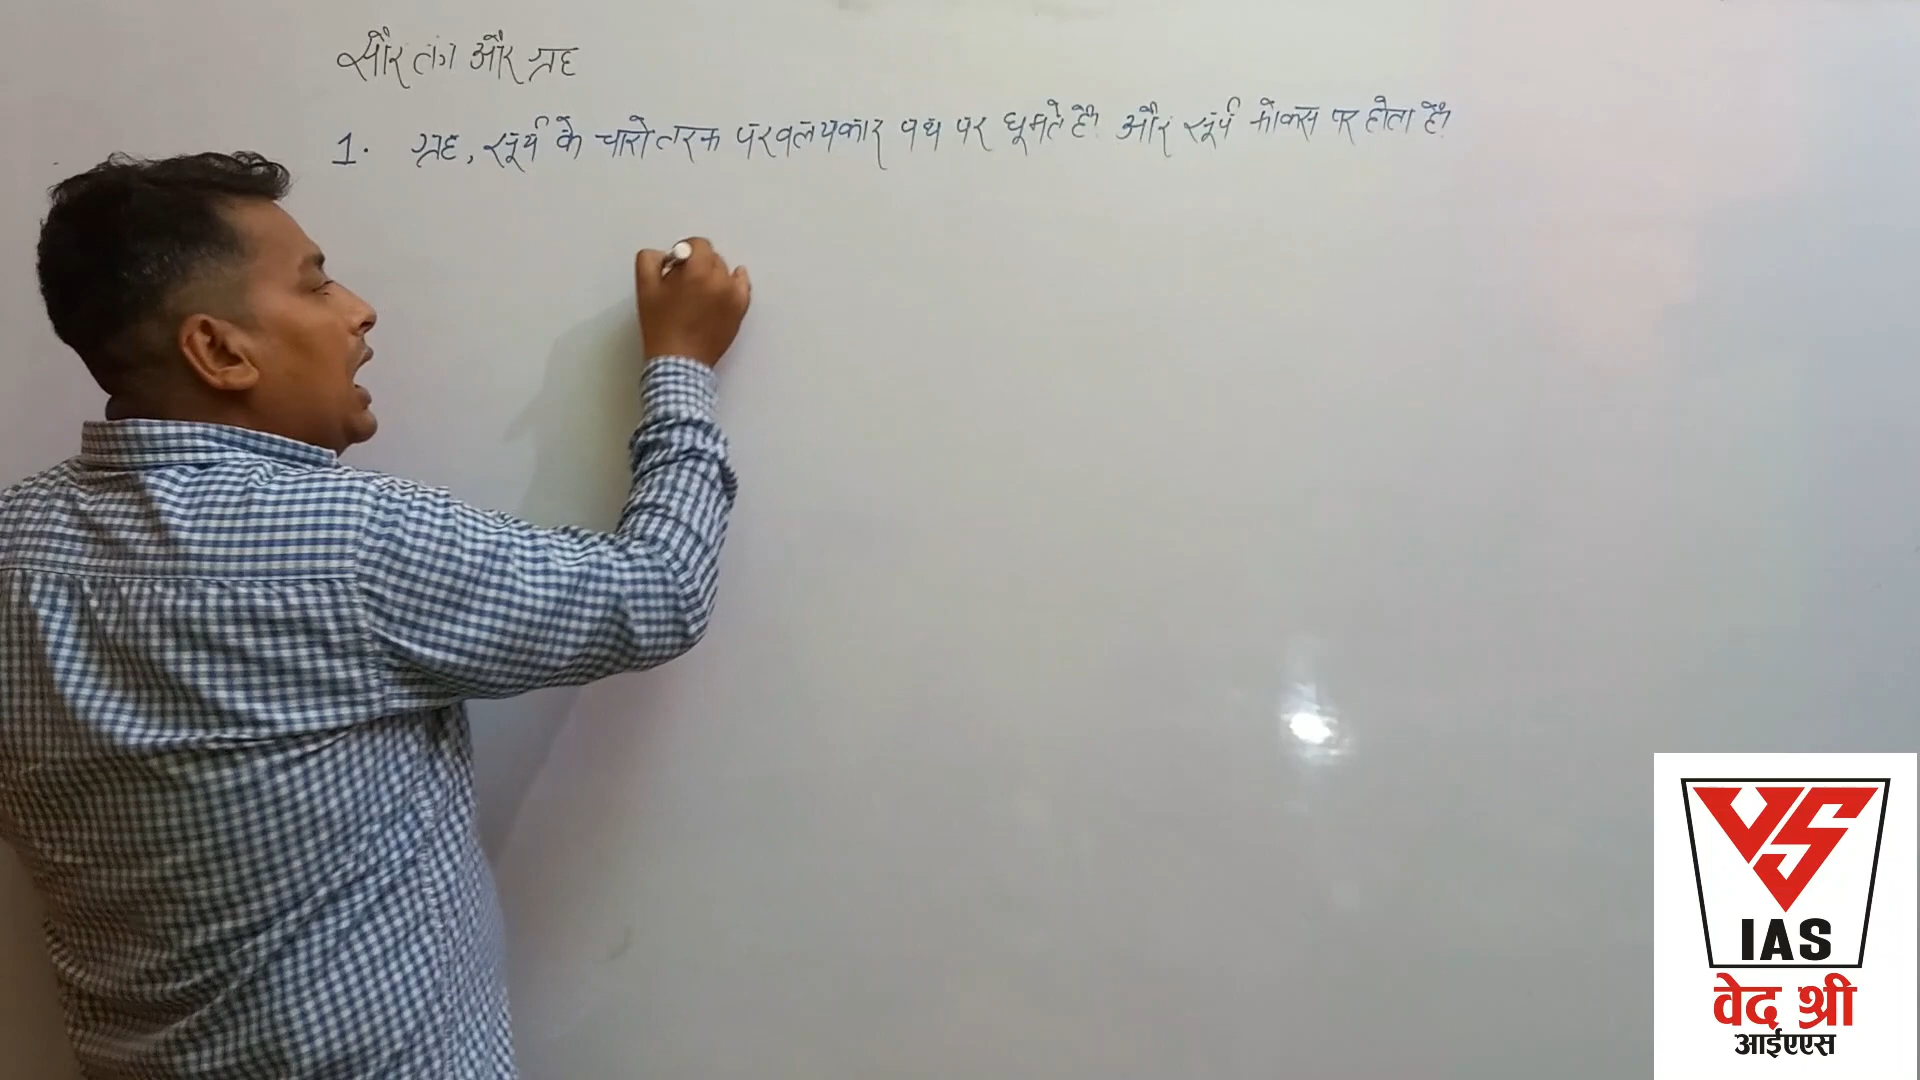 सौर तंत्र और ग्रह
1. ग्रह, सूर्य के चारो तरफ परवलयकार पथ पर घूमते हैं। और सूर्य फोकस पर होता हैं।
VS
IAS
वेद श्री
आईएएस